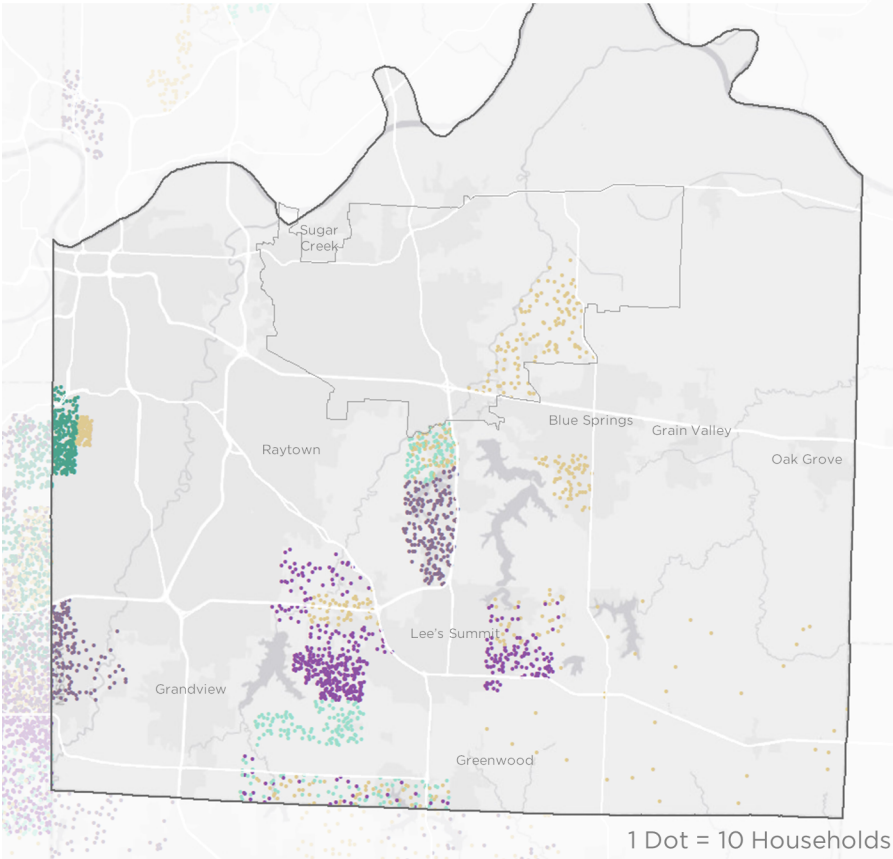 Sugar
Creek
Blue Springs
Grain Valley
Raytown
Oak Grove
Lee's Summit
Grandview
Greenwood
1 Dot = 10 Households